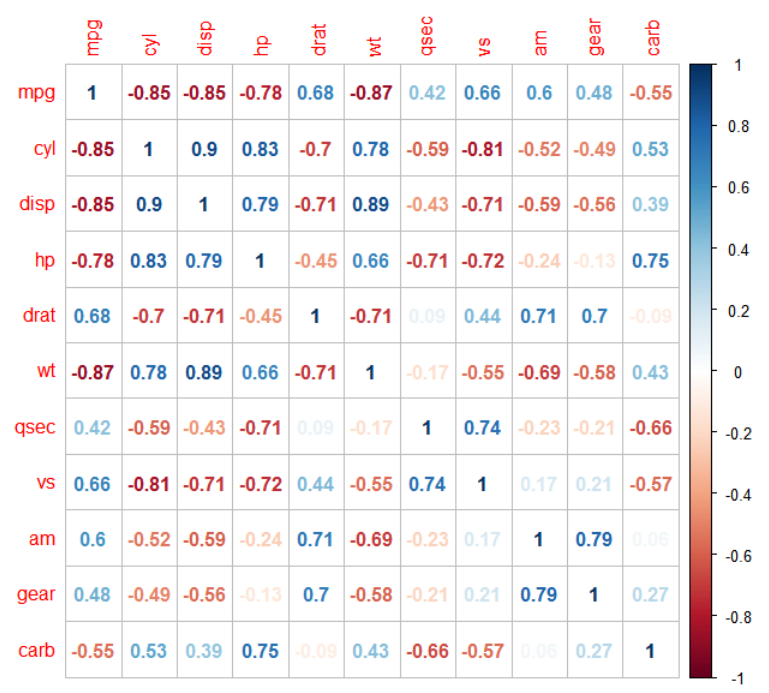 mpg cyl disp hp drat wt qsec vs am gear carb
mpg 1 -0.85 -0.85 -0.78 0.68 -0.87 0.42 0.66 0.6 0.48 -0.55 1
cyl -0.85 1 0.9 0.83 -0.7 0.78 -0.59 -0.81 -0.52 -0.49 0.53 0.8
disp -0.85 0.9 1 0.79 -0.71 0.89 -0.43 -0.71 -0.59 -0.56 0.39 0.6
hp -0.78 0.83 0.79 1 -0.45 0.66 -0.71 -0.72 -0.24 -0.13 0.75 0.4
drat 0.68 -0.7 -0.71 -0.45 1 -0.71 0.09 0.44 0.71 0.7 -0.09 0.2
wt -0.87 0.78 0.89 0.66 -0.71 1 -0.17 -0.55 -0.69 -0.58 0.43 0
qsec 0.42 -0.59 -0.43 -0.71 0.09 -0.17 1 0.74 -0.23 -0.21 -0.66 -0.2
vs 0.66 -0.81 -0.71 -0.72 0.44 -0.55 0.74 1 0.17 0.21 -0.57 -0.4
am 0.6 -0.52 -0.59 -0.24 0.71 -0.69 -0.23 0.17 1 0.79 0.06 -0.6
gear 0.48 -0.49 -0.56 -0.13 0.7 -0.58 -0.21 0.21 0.79 1 0.27 -0.8
carb -0.55 0.53 0.39 0.75 -0.09 0.43 -0.66 -0.57 0.06 0.27 1 -1